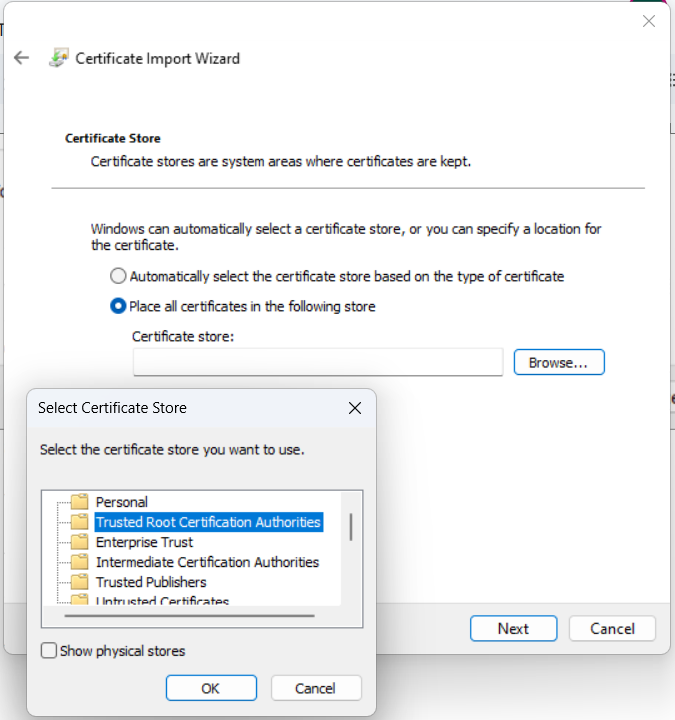 Certificate Import Wizard
Certificate Store
Certificate stores are system areas where certificates are kept.
Windows can automatically select a certificate store, or you can specify a location for
the certificate.
Automatically select the certificate store based on the type of certificate
Place all certificates in the following store
Certificate store:
Browse...
Select Certificate Store
Select the certificate store you want to use.
Personal
Trusted Root Certification Authorities
Enterprise Trust
Intermediate Certification Authorities
Trusted Publishers
Untrusted Certificates
Show physical stores
OK
Cancel
Next
Cancel